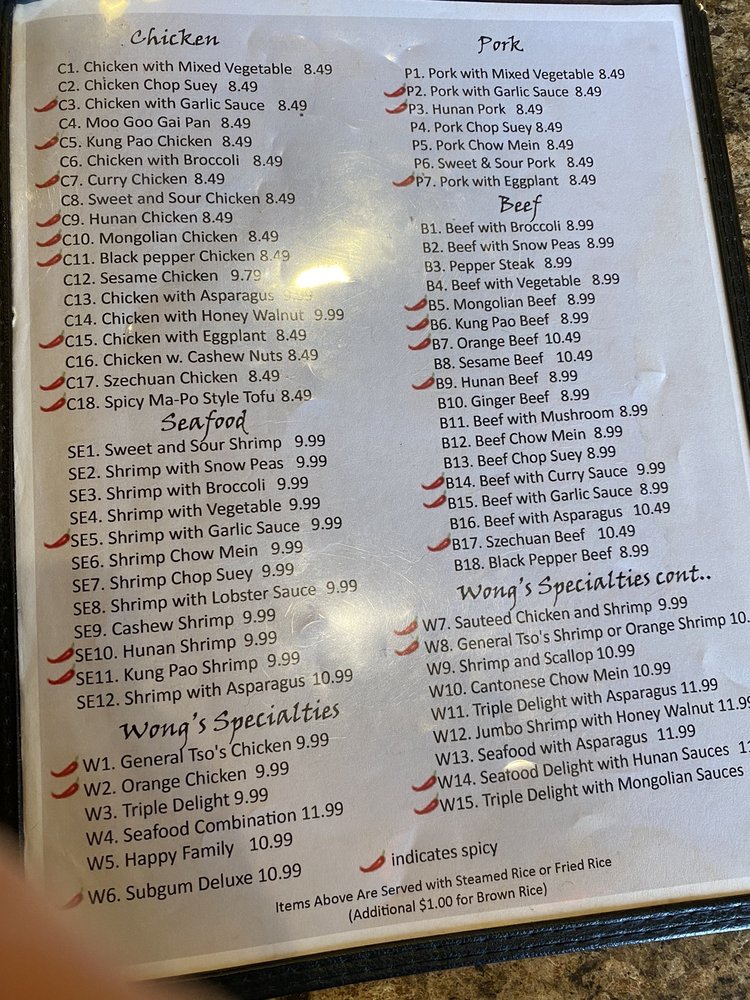 Chicken
C1. Chicken with Mixed Vegetable 8.49
C2. Chicken Chop Suey 8.49
C3. Chicken with Garlic Sauce 8.49
C4. Moo Goo Gai Pan 8.49
C5. Kung Pao Chicken 8.49
C6. Chicken with Broccoli 8.49
C7. Curry Chicken 8.49
C8. Sweet and Sour Chicken 8.49
C9. Hunan Chicken 8.49
C10. Mongolian Chicken 8.49
C11. Black pepper Chicken 8.49
C12. Sesame Chicken 9.79
C13. Chicken with Asparagus 9.99
C14. Chicken with Honey Walnut 9.99
C15. Chicken with Eggplant 8.49
C16. Chicken w. Cashew Nuts 8.49
C17. Szechuan Chicken 8.49
C18. Spicy Ma-Po Style Tofu 8.49
Seafood
SE1. Sweet and Sour Shrimp 9.99
SE2. Shrimp with Snow Peas 9.99
SE3. Shrimp with Broccoli 9.99
SE4. Shrimp with Vegetable 9.99
SE5. Shrimp with Garlic Sauce 9.99
SE6. Shrimp Chow Mein 9.99
SE7. Shrimp Chop Suey 9.99
SE8. Shrimp with Lobster Sauce 9.99
SE9. Cashew Shrimp 9.99
SE10. Hunan Shrimp 9.99
SE11. Kung Pao Shrimp 9.99
SE12. Shrimp with Asparagus 10.99
Wong's Specialties
W1. General Tso's Chicken 9.99
W2. Orange Chicken 9.99
W3. Triple Delight 9.99
W4. Seafood Combination 11.99
W5. Happy Family 10.99
W6. Subgum Deluxe 10.99
Pork
P1. Pork with Mixed Vegetable 8.49
P2. Pork with Garlic Sauce 8.49
P3. Hunan Pork 8.49
P4. Pork Chop Suey 8.49
P5. Pork Chow Mein 8.49
P6. Sweet & Sour Pork 8.49
P7. Pork with Eggplant 8.49
Beef
B1. Beef with Broccoli 8.99
B2. Beef with Snow Peas 8.99
B3. Pepper Steak 8.99
B4. Beef with Vegetable 8.99
B5. Mongolian Beef 8.99
B6. Kung Pao Beef 8.99
B7. Orange Beef 10.49
B8. Sesame Beef 10.49
B9. Hunan Beef 8.99
B10. Ginger Beef 8.99
B11. Beef with Mushroom 8.99
B12. Beef Chow Mein 8.99
B13. Beef Chop Suey 8.99
B14. Beef with Curry Sauce 9.99
B15. Beef with Garlic Sauce 8.99
B16. Beef with Asparagus 10.49
B17. Szechuan Beef 10.49
B18. Black Pepper Beef 8.99
Wong's Specialties cont..
W7. Sauteed Chicken and Shrimp 9.99
W8. General Tso's Shrimp or Orange Shrimp 10.
W9. Shrimp and Scallop 10.99
W10. Cantonese Chow Mein 10.99
W11. Triple Delight with Asparagus 11.99
W12. Jumbo Shrimp with Honey Walnut 11.99
W13. Seafood with Asparagus 11.99
W14. Seafood Delight with Hunan Sauces
W15. Triple Delight with Mongolian Sauces
indicates spicy
Items Above Are Served with Steamed Rice or Fried Rice
(Additional $1.00 for Brown Rice)